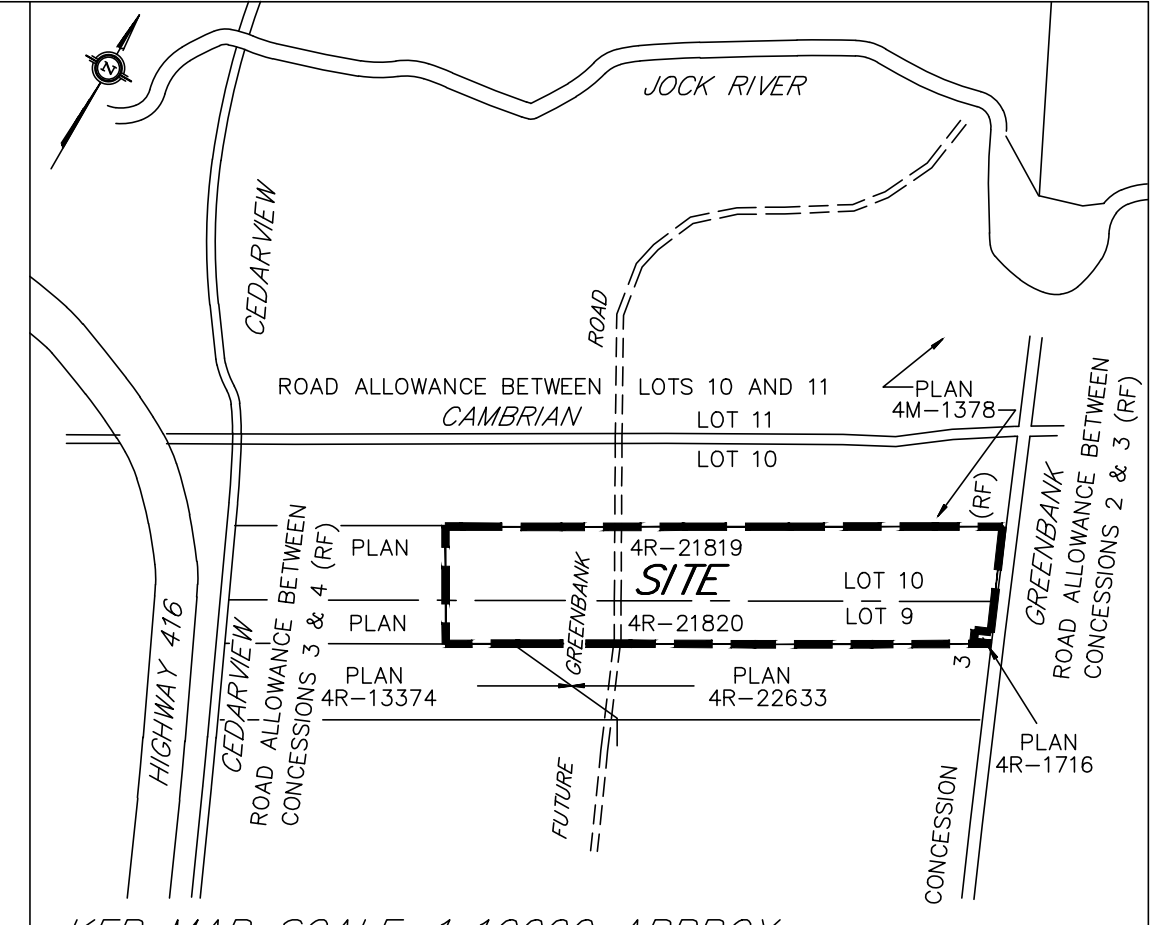 N
JOCK RIVER
CEDARVIEW
ROAD
ROAD ALLOWANCE BETWEEN LOTS 10 AND 11
CAMBRIAN
LOT 11
LOT 10
PLAN
4M-1378
GREENBANK
ROAD ALLOWANCE BETWEEN
CONCESSIONS 2 & 3 (RF)
(RF)
PLAN
4R-21819
SITE
LOT 10
LOT 9
PLAN
4R-21820
GREENBANK
3
PLAN
4R-13374
PLAN
4R-22633
PLAN
4R-1716
HIGHWAY 416
CEDARVIEW
ROAD ALLOWANCE BETWEEN
CONCESSIONS 3 & 4 (RF)
FUTURE
CONCESSION